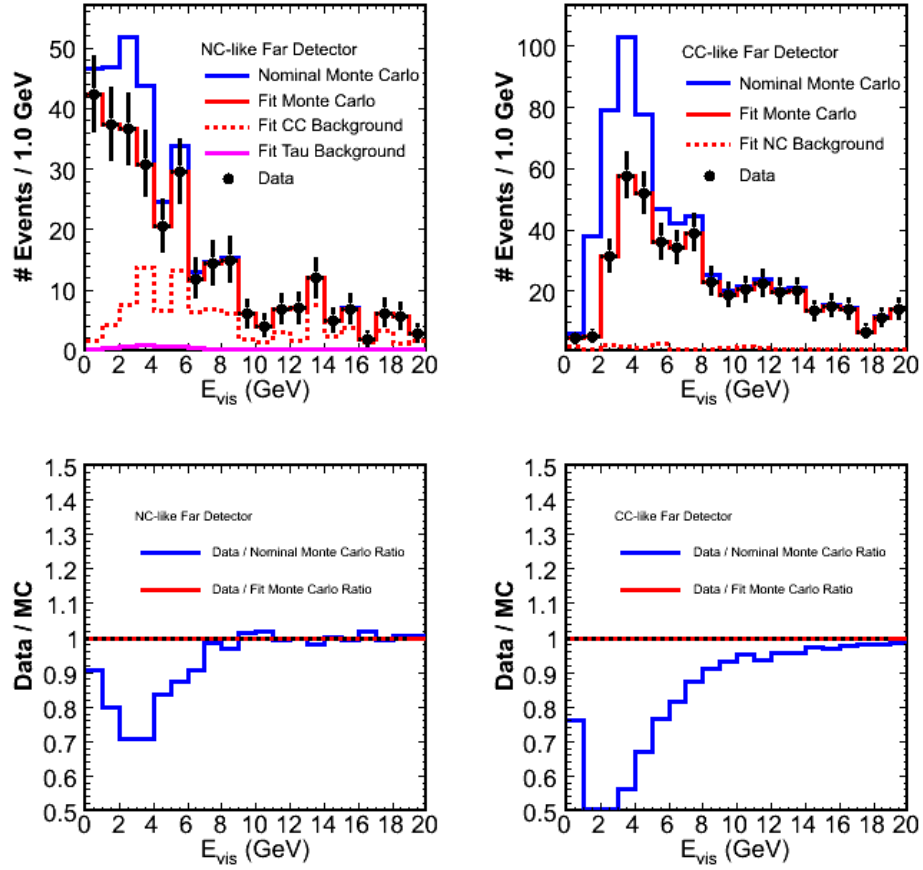 NC-like Far Detector
Nominal Monte Carlo
Fit Monte Carlo
Fit CC Background
Fit Tau Background
Data
# Events / 1.0 GeV
50
40
30
20
10
0
0 2 4 6 8 10 12 14 16 18 20
E_vis (GeV)
CC-like Far Detector
Nominal Monte Carlo
Fit Monte Carlo
Fit NC Background
Data
# Events / 1.0 GeV
100
80
60
40
20
0 2 4 6 8 10 12 14 16 18 20
E_vis (GeV)
NC-like Far Detector
Data / Nominal Monte Carlo Ratio
Data / Fit Monte Carlo Ratio
Data / MC
1.5
1.4
1.3
1.2
1.1
1
0.9
0.8
0.7
0.6
0.5
0 2 4 6 8 10 12 14 16 18 20
E_vis (GeV)
CC-like Far Detector
Data / Nominal Monte Carlo Ratio
Data / Fit Monte Carlo Ratio
Data / MC
1.5
1.4
1.3
1.2
1.1
1
0.9
0.8
0.7
0.6
0.5
0 2 4 6 8 10 12 14 16 18 20
E_vis (GeV)